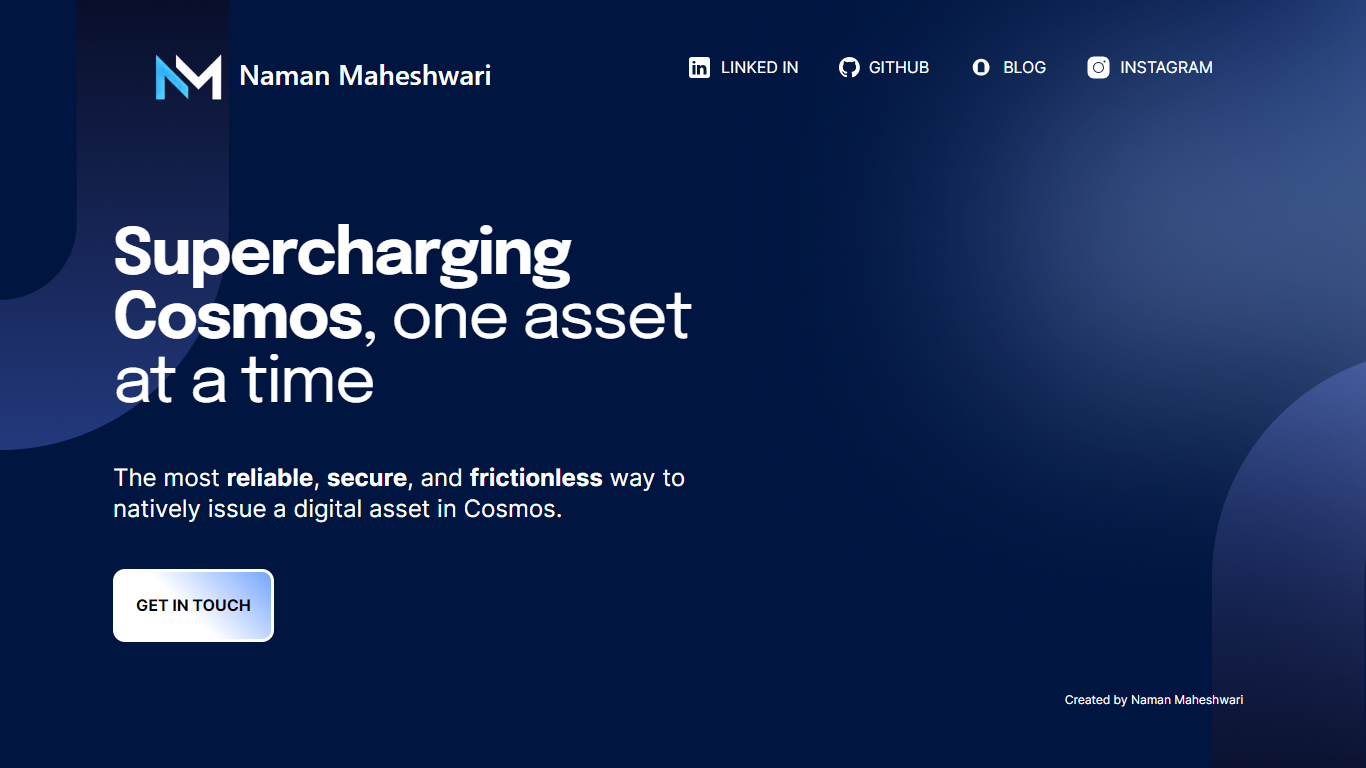 NM Naman Maheshwari
LINKED IN GITHUB BLOG INSTAGRAM
Supercharging
Cosmos, one asset
at a time
The most reliable, secure, and frictionless way to
natively issue a digital asset in Cosmos.
GET IN TOUCH
Created by Naman Maheshwari